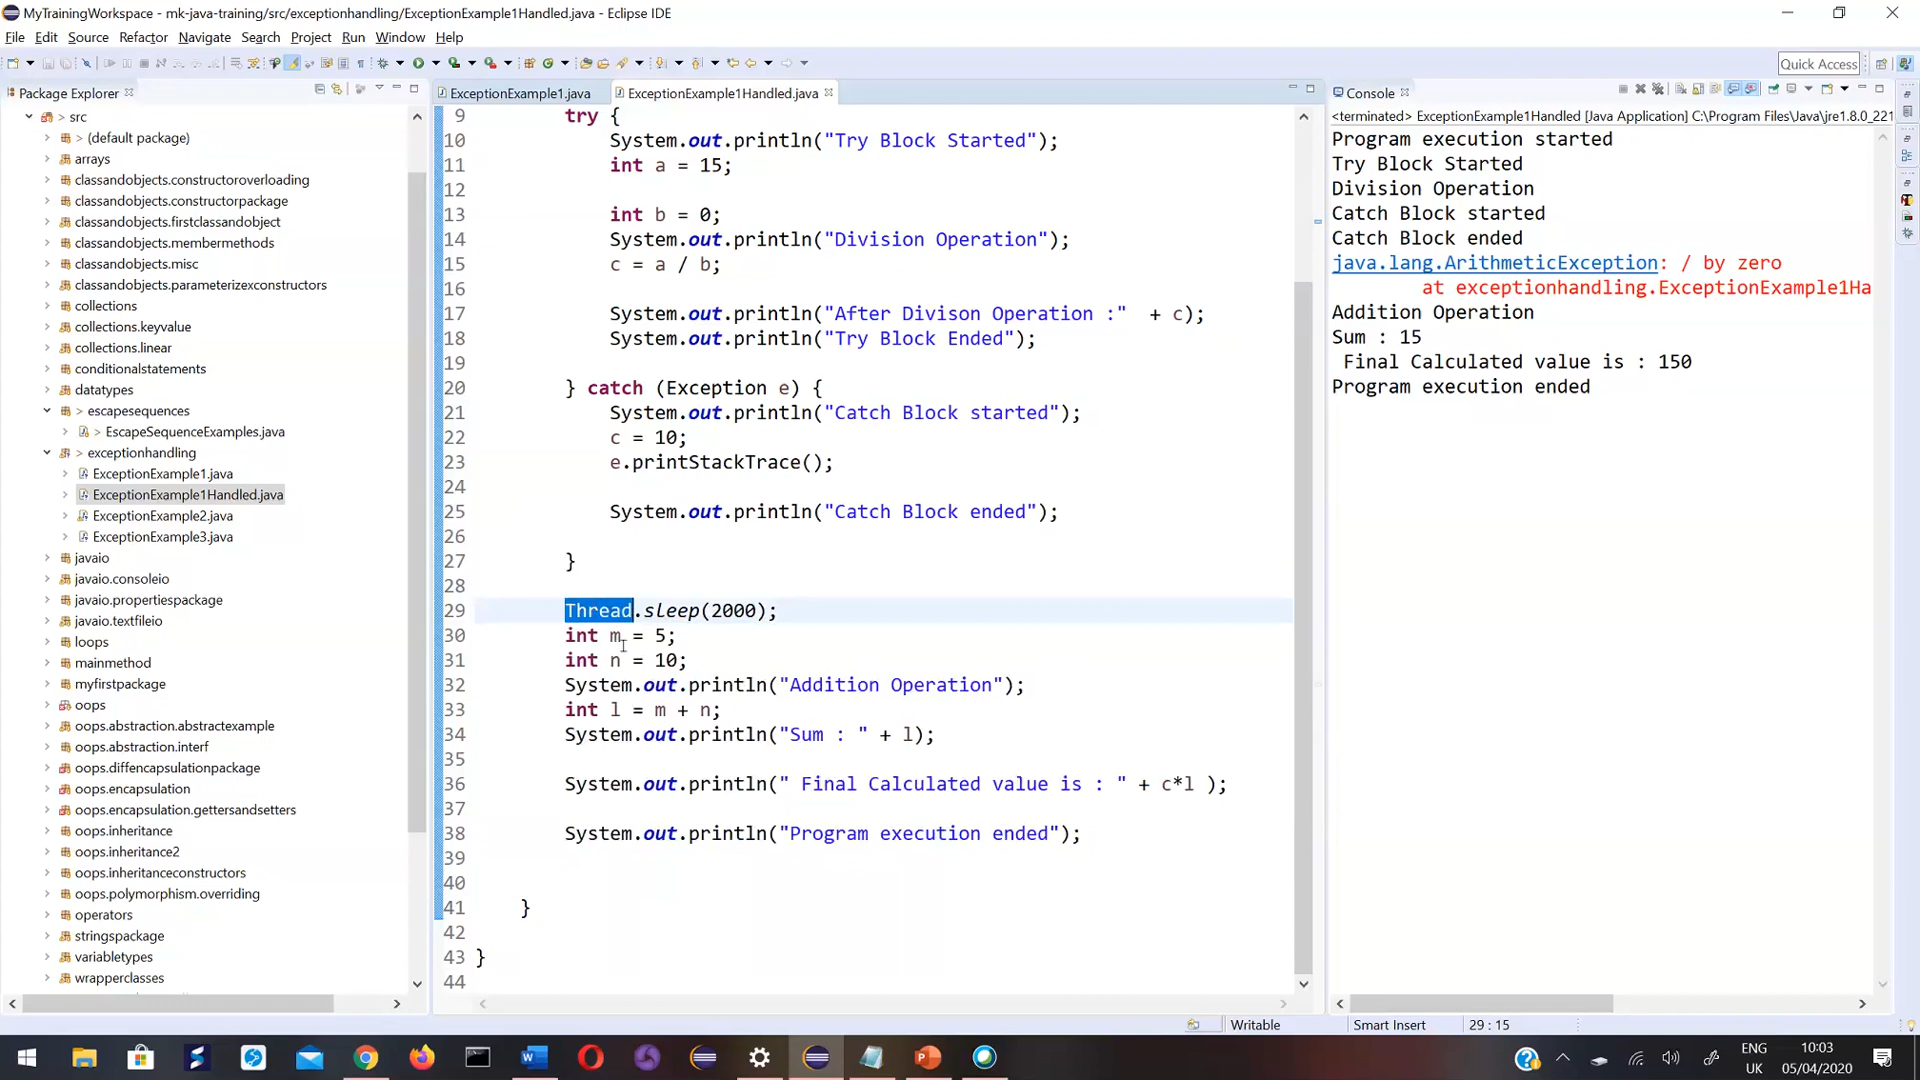 MyTrainingWorkspace - mk-java-training/src/exceptionhandling/ExceptionExample1Handled.java - Eclipse IDE
File Edit Source Refactor Navigate Search Project Run Window Help
Quick Access
Package Explorer
src
> (default package)
arrays
classandobjects.constructoroverloading
classandobjects.constructorpackage
classandobjects.firstclassandobject
classandobjects.membermethods
classandobjects.misc
classandobjects.parameterizexconstructors
collections
collections.keyvalue
collections.linear
conditionalstatements
datatypes
> escapesequences
> EscapeSequenceExamples.java
> exceptionhandling
ExceptionExample1.java
ExceptionExample1Handled.java
ExceptionExample2.java
ExceptionExample3.java
javaio
javaio.consoleio
javaio.propertiespackage
javaio.textfileio
loops
mainmethod
myfirstpackage
oops
oops.abstraction.abstractexample
oops.abstraction.interf
oops.diffencapsulationpackage
oops.encapsulation
oops.encapsulation.gettersandsetters
oops.inheritance
oops.inheritance2
oops.inheritanceconstructors
oops.polymorphism.overriding
operators
stringspackage
variabletypes
wrapperclasses
ExceptionExample1.java ExceptionExample1Handled.java
9 try {
10 System.out.println("Try Block Started");
11 int a = 15;
12
13 int b = 0;
14 System.out.println("Division Operation");
15 c = a / b;
16
17 System.out.println("After Divison Operation :" + c);
18 System.out.println("Try Block Ended");
19
20 } catch (Exception e) {
21 System.out.println("Catch Block started");
22 c = 10;
23 e.printStackTrace();
24
25 System.out.println("Catch Block ended");
26
27 }
28
29 Thread.sleep(2000);
30 int m = 5;
31 int n = 10;
32 System.out.println("Addition Operation");
33 int l = m + n;
34 System.out.println("Sum : " + l);
35
36 System.out.println(" Final Calculated value is : " + c*l );
37
38 System.out.println("Program execution ended");
39
40
41 }
42
43 }
44
Console
<terminated> ExceptionExample1Handled [Java Application] C:\Program Files\Java\jre1.8.0_221
Program execution started
Try Block Started
Division Operation
Catch Block started
Catch Block ended
java.lang.ArithmeticException: / by zero
at exceptionhandling.ExceptionExample1Ha
Addition Operation
Sum : 15
Final Calculated value is : 150
Program execution ended
Writable Smart Insert 29 : 15
ENG
UK
10:03
05/04/2020